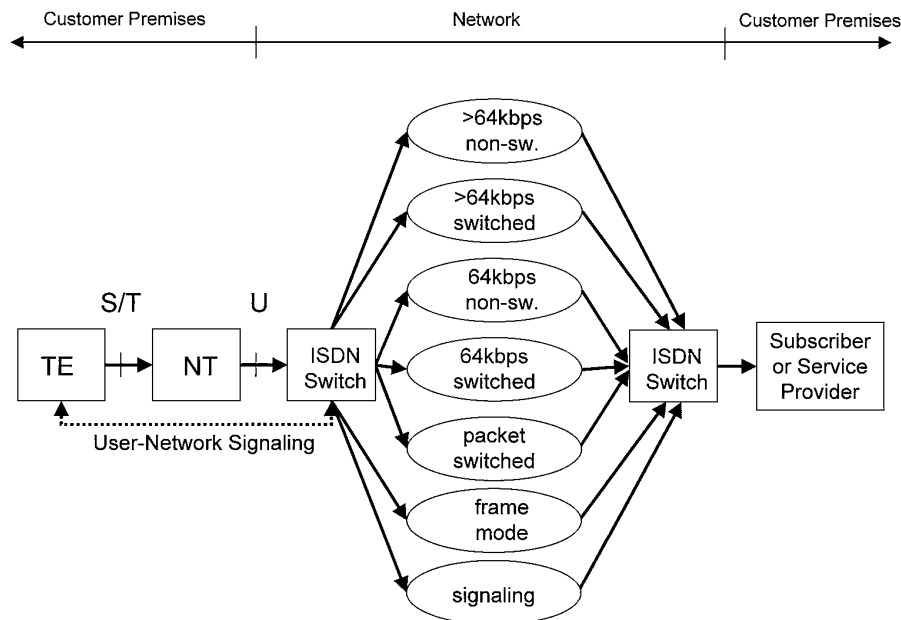 Customer Premises
Network
Customer Premises
>64kbps
non-sw.
>64kbps
switched
64kbps
non-sw.
S/T
U
TE
NT
ISDN
Switch
64kbps
switched
ISDN
Switch
Subscriber
or Service
Provider
User-Network Signaling
packet
switched
frame
mode
signaling